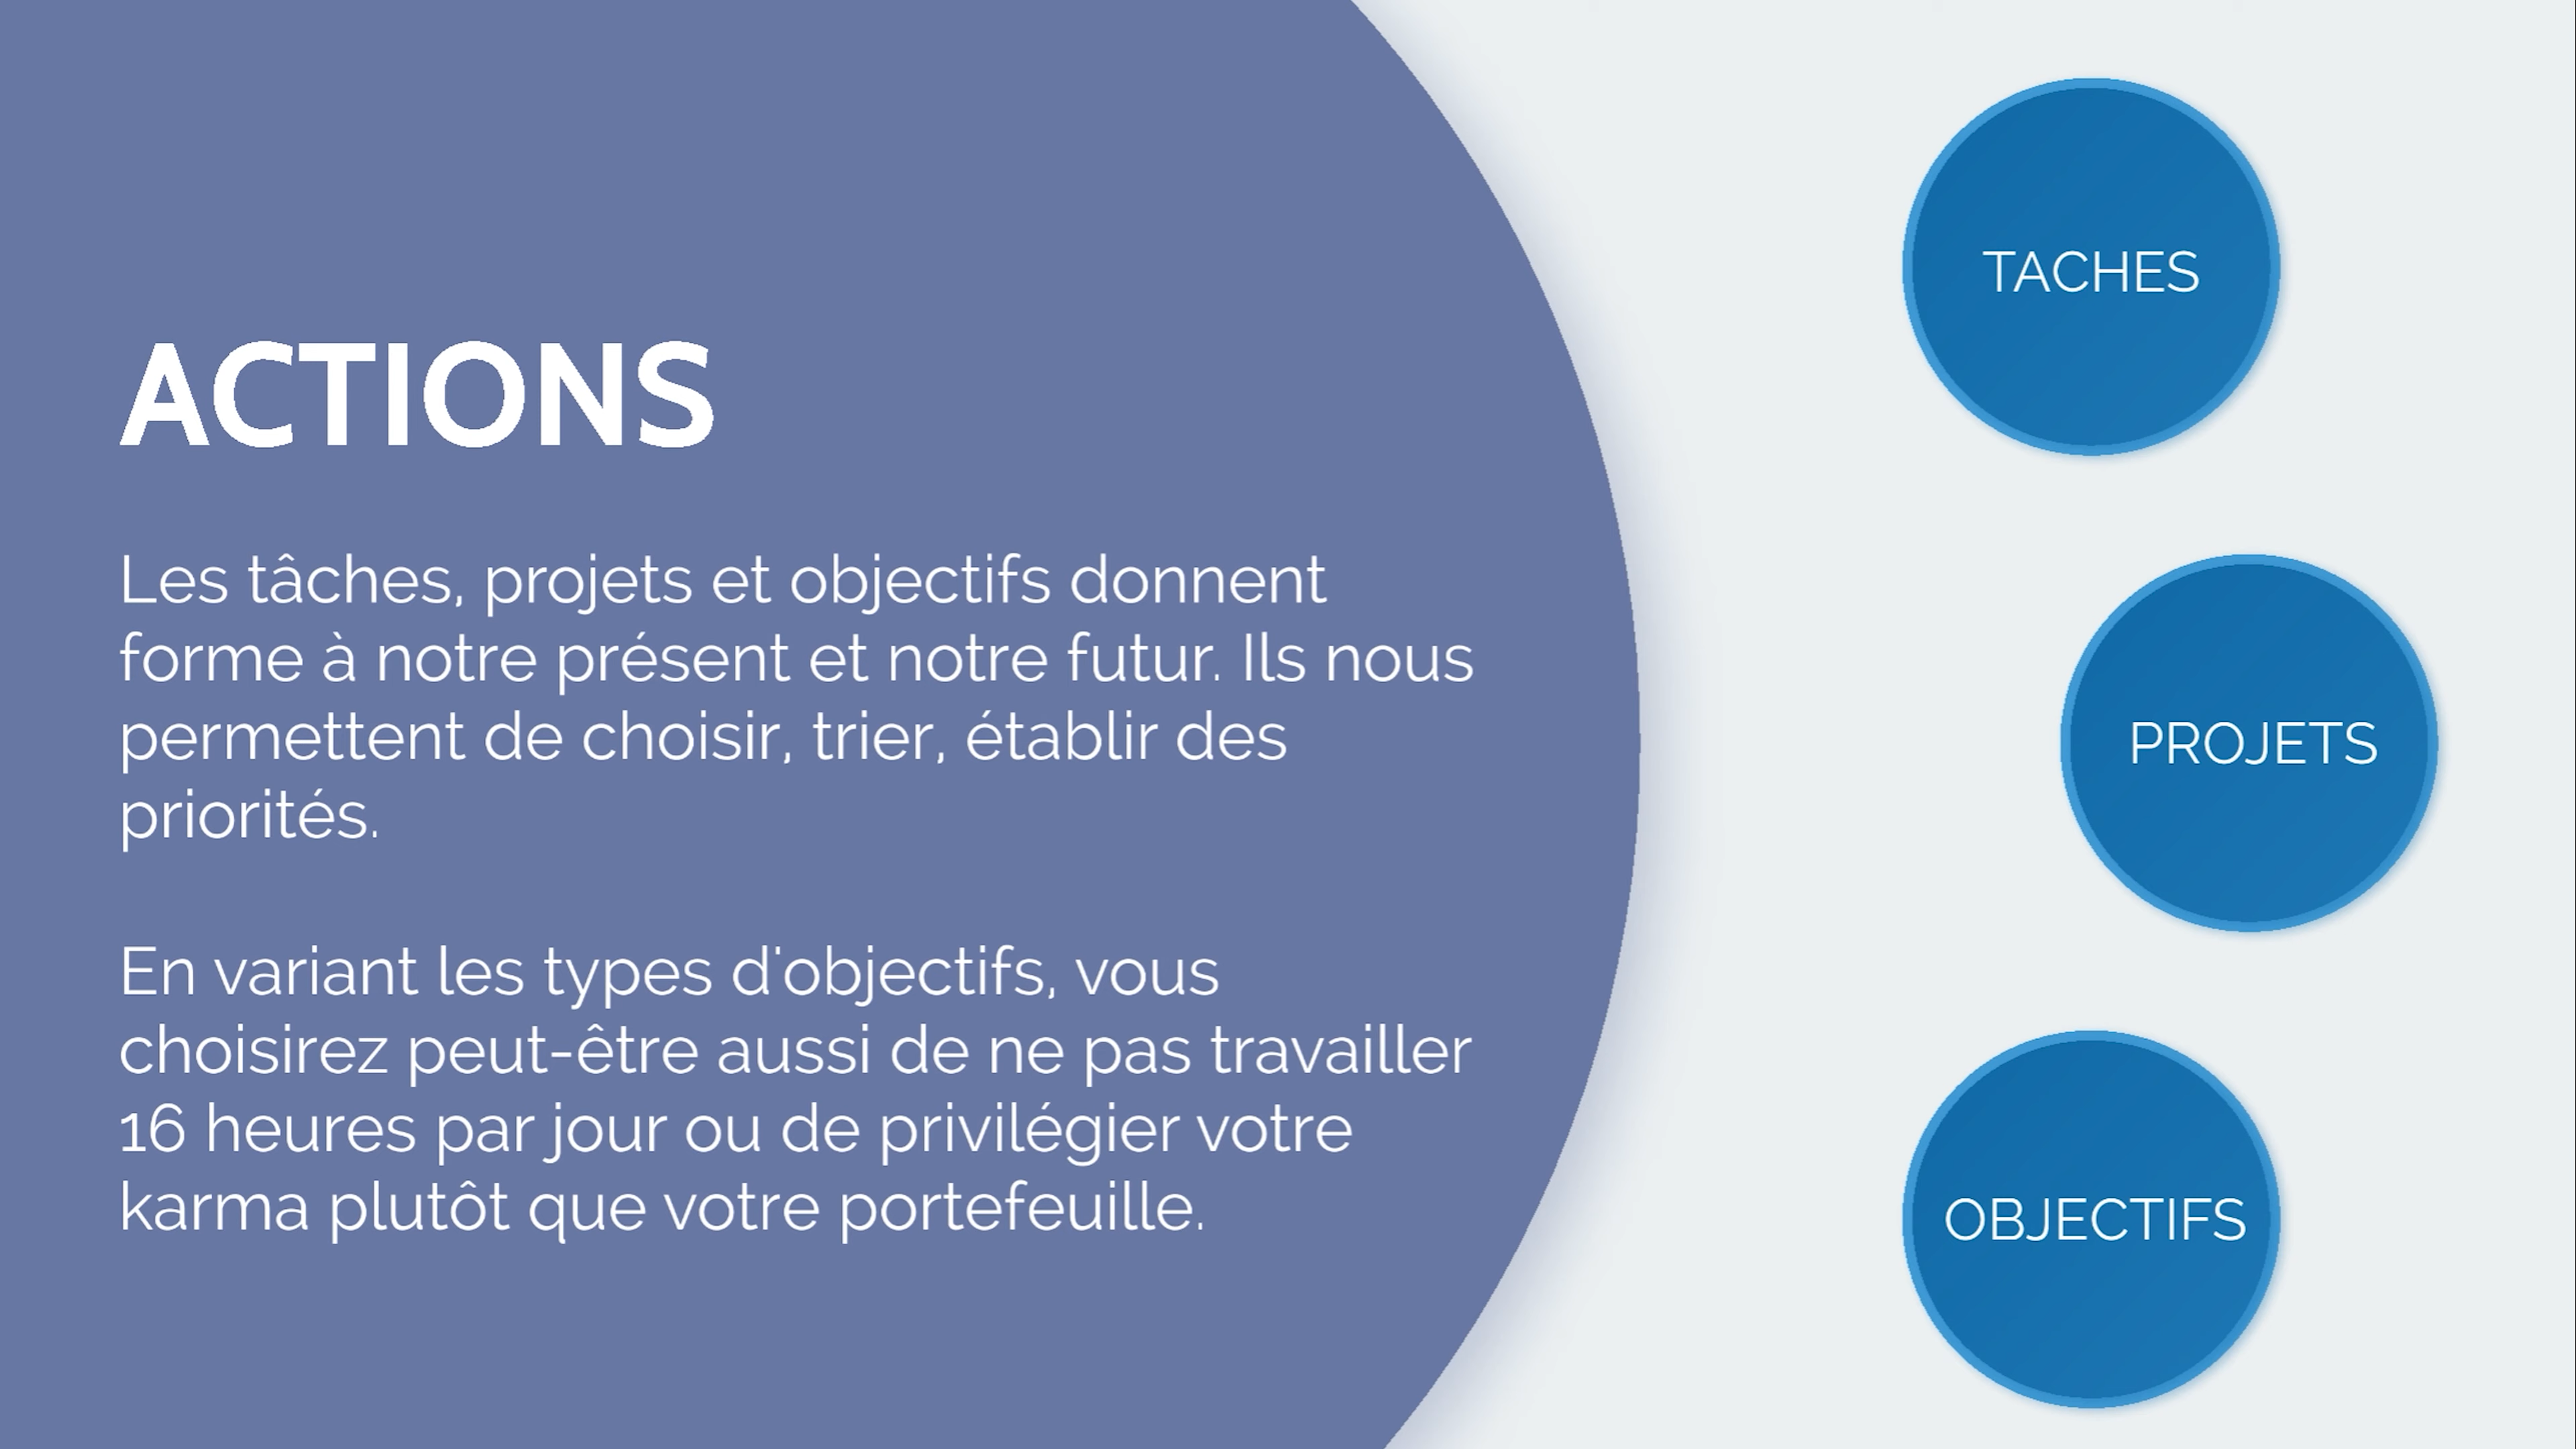 ACTIONS
Les tâches, projets et objectifs donnent
forme à notre présent et notre futur. Ils nous
permettent de choisir, trier, établir des
priorités.
En variant les types d'objectifs, vous
choisirez peut-être aussi de ne pas travailler
16 heures par jour ou de privilégier votre
karma plutôt que votre portefeuille.
TACHES
PROJETS
OBJECTIFS